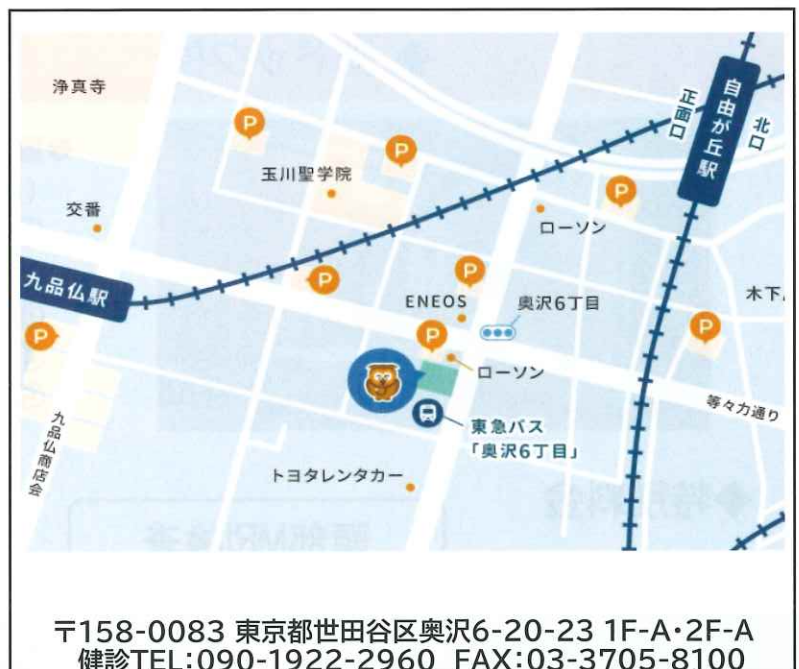 浄真寺
交番
九品仏駅
P
九品仏商店会
P
玉川聖学院
P
P
ENEOS
P
P
奥沢6丁目
ローソン
東急バス
「奥沢6丁目」
トヨタレンタカー
ローソン
P
正面口
自由が丘駅
北口
木下
P
等々力通り
〒158-0083 東京都世田谷区奥沢6-20-23 1F-A・2F-A
健診TEL:090-1922-2960 FAX:03-3705-8100